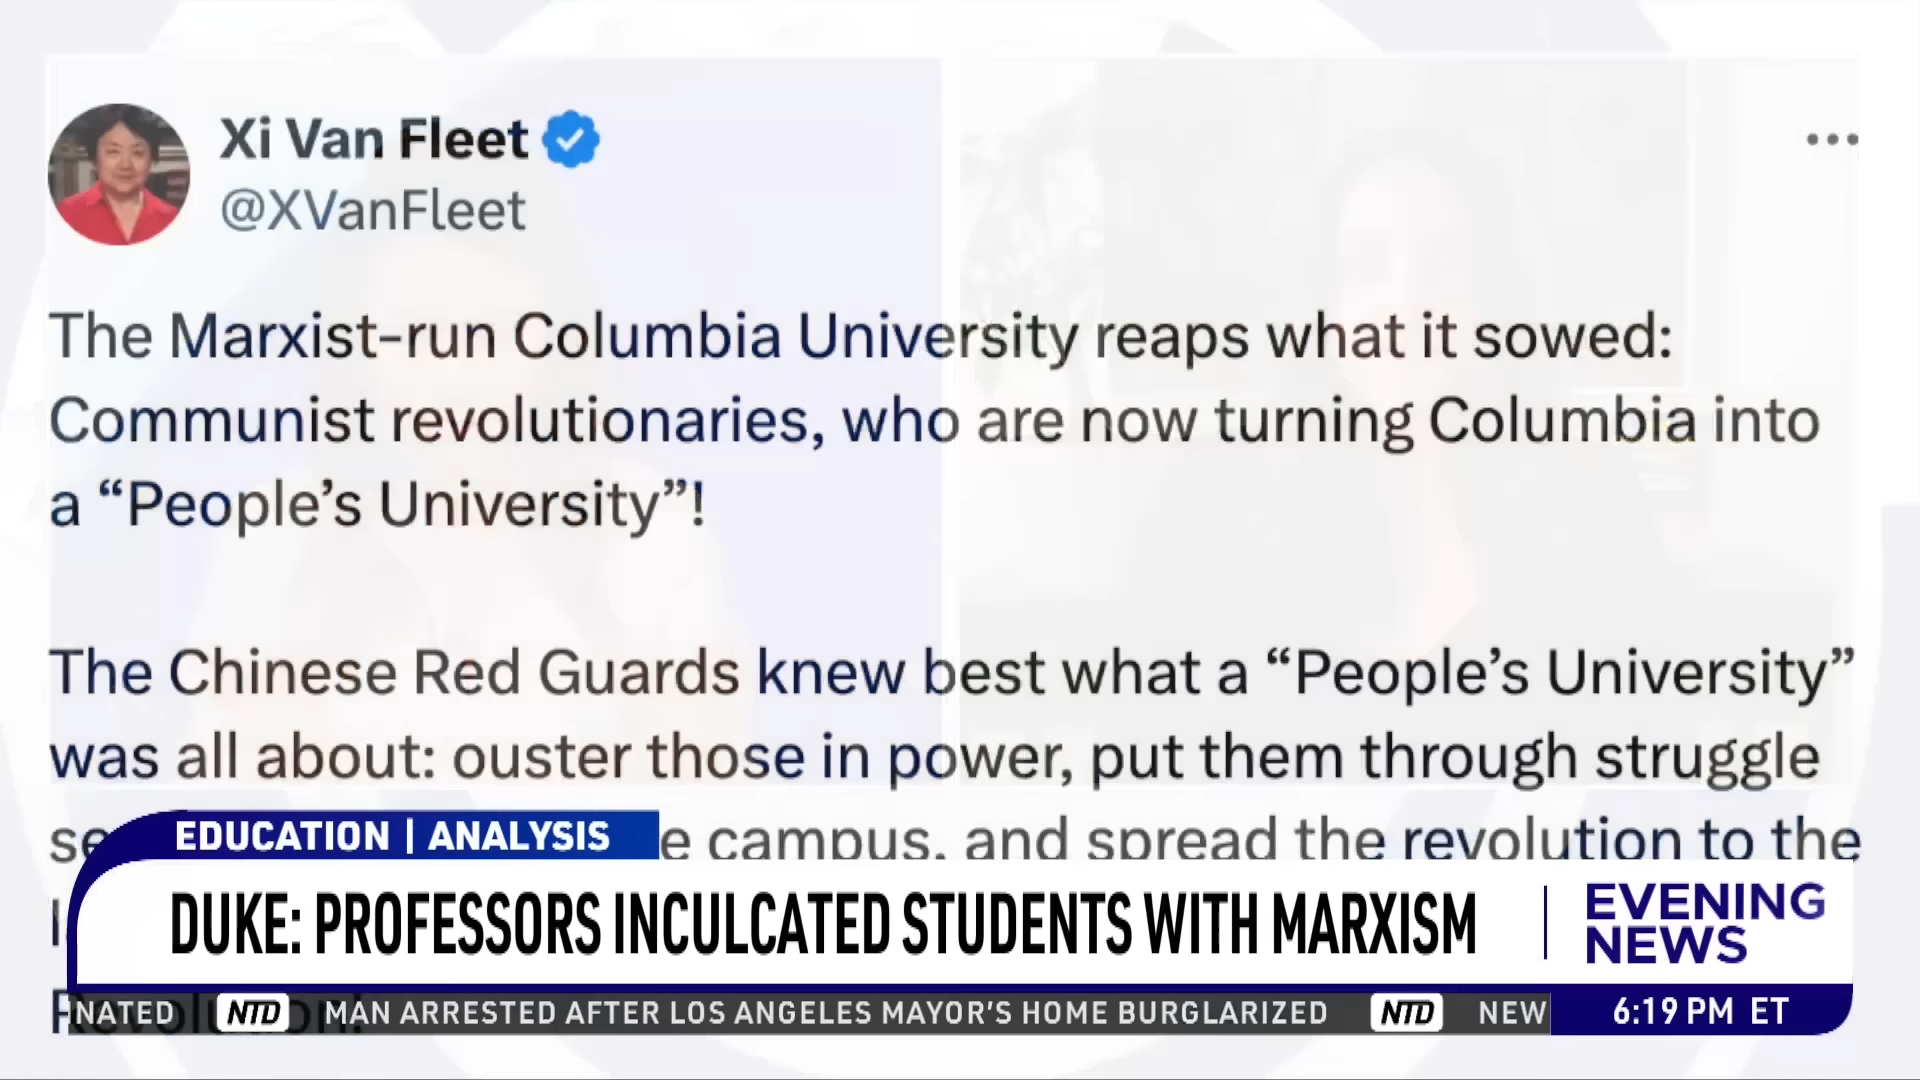 Xi Van Fleet
@XVanFleet
The Marxist-run Columbia University reaps what it sowed:
Communist revolutionaries, who are now turning Columbia into
a “People’s University”!
The Chinese Red Guards knew best what a “People’s University”
was all about: ouster those in power, put them through struggle
campus, and spread the revolution to the
EDUCATION | ANALYSIS
DUKE: PROFESSORS INCULCATED STUDENTS WITH MARXISM
EVENING
NEWS
NATED NTD MAN ARRESTED AFTER LOS ANGELES MAYOR’S HOME BURGLARIZED NTD NEW
6:19 PM ET